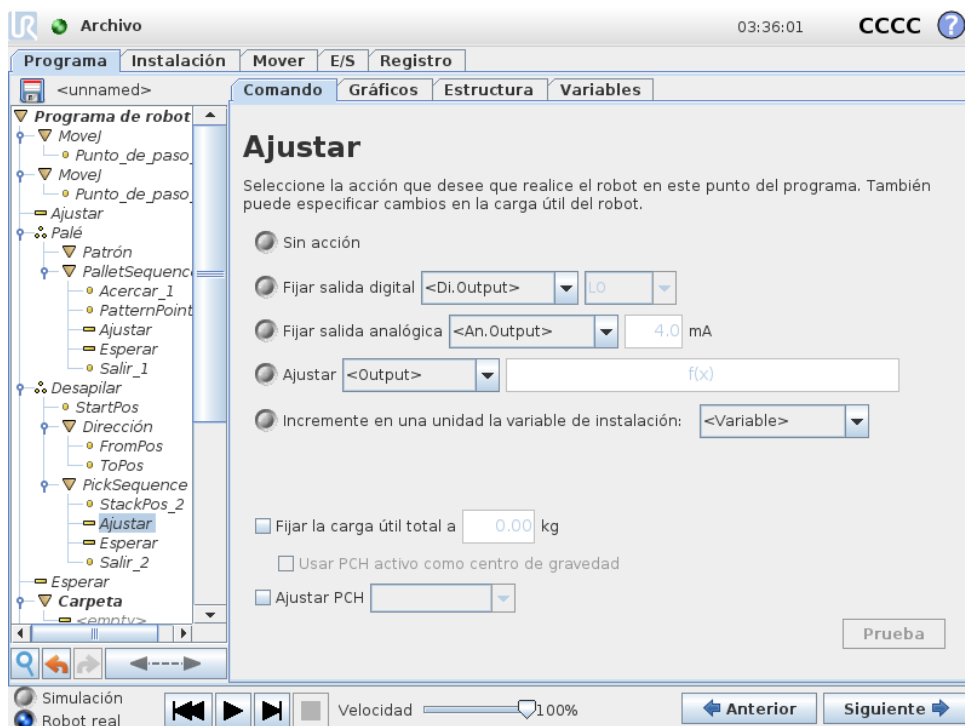 UR Archivo 03:36:01 CCCC ?
Programa Instalación Mover E/S Registro
<unnamed>
Comando Gráficos Estructura Variables
Programa de robot
MoveJ
Punto_de_paso_
MoveJ
Punto_de_paso_
Ajustar
Palé
Patrón
PalletSequenc
Acercar_1
PatternPoint
Ajustar
Esperar
Salir_1
Desapilar
StartPos
Dirección
FromPos
ToPos
PickSequence
StackPos_2
Ajustar
Esperar
Salir_2
Esperar
Carpeta
<empty>
Ajustar
Seleccione la acción que desee que realice el robot en este punto del programa. También
puede especificar cambios en la carga útil del robot.
Sin acción
Fijar salida digital <Di.Output> LO
Fijar salida analógica <An.Output> 4.0 mA
Ajustar <Output> f(x)
Incremente en una unidad la variable de instalación: <Variable>
Fijar la carga útil total a 0.00 kg
Usar PCH activo como centro de gravedad
Ajustar PCH
Prueba
Simulación
Robot real
Velocidad 100%
Anterior Siguiente